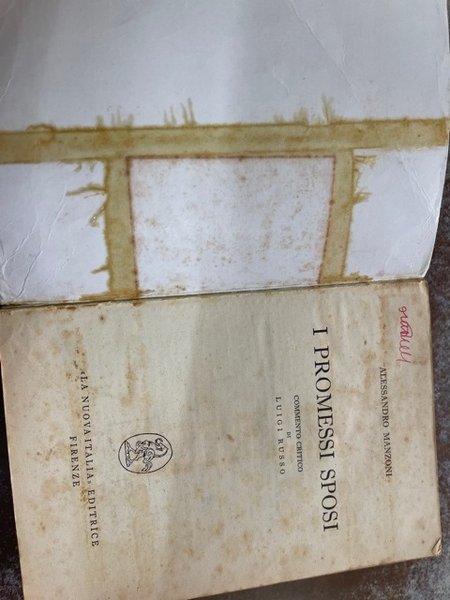 ALESSANDRO MANZONI
I PROMESSI SPOSI
COMMENTO CRITICO
DI
LUIGI RUSSO
«LA NUOVA ITALIA» EDITRICE
FIRENZE